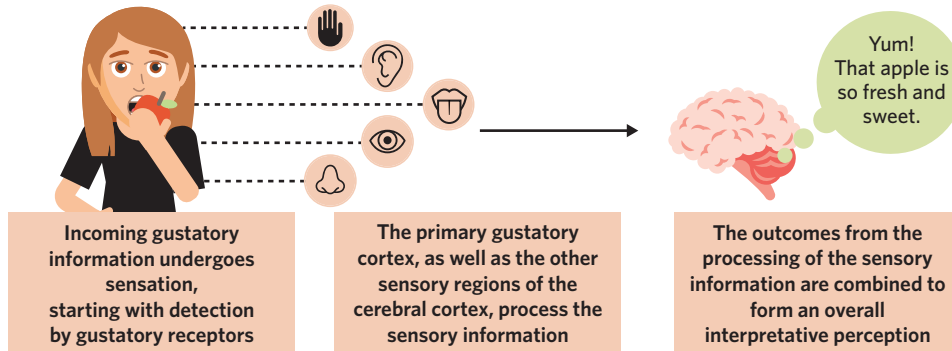 Yum!
That apple is
so fresh and
sweet.
Incoming gustatory
information undergoes
sensation,
starting with detection
by gustatory receptors
The primary gustatory
cortex, as well as the other
sensory regions of the
cerebral cortex, process the
sensory information
The outcomes from the
processing of the sensory
information are combined to
form an overall
interpretative perception